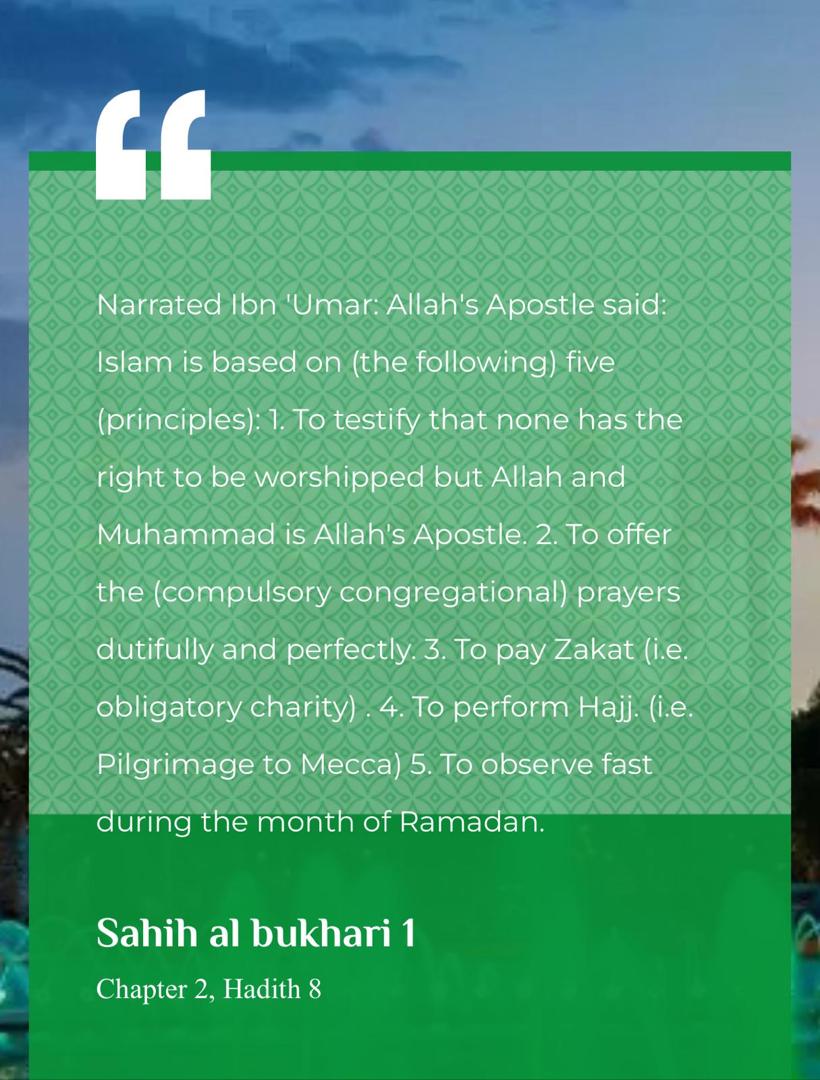 “
Narrated Ibn 'Umar: Allah's Apostle said:
Islam is based on (the following) five
(principles): 1. To testify that none has the
right to be worshipped but Allah and
Muhammad is Allah's Apostle. 2. To offer
the (compulsory congregational) prayers
dutifully and perfectly. 3. To pay Zakat (i.e.
obligatory charity) . 4. To perform Hajj. (i.e.
Pilgrimage to Mecca) 5. To observe fast
during the month of Ramadan.
Sahih al bukhari 1
Chapter 2, Hadith 8